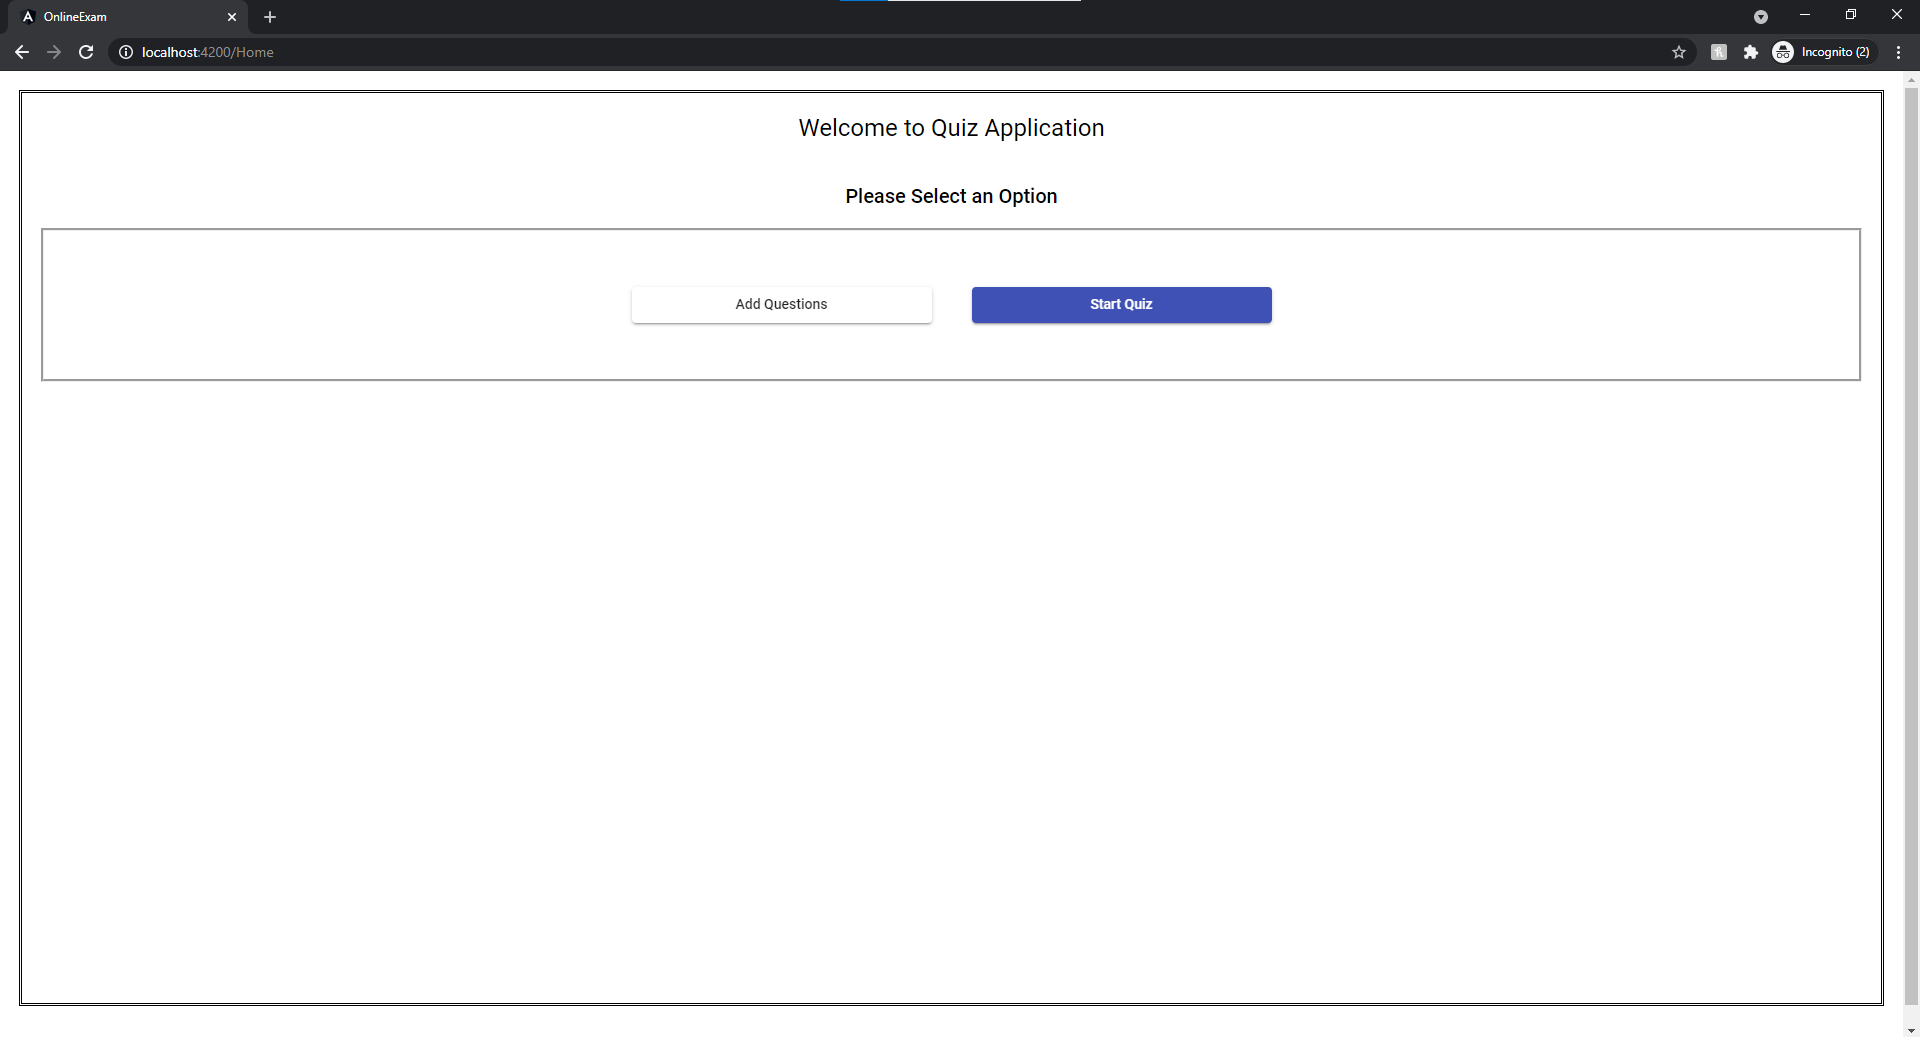 OnlineExam
localhost:4200/Home
Incognito (2)
Welcome to Quiz Application
Please Select an Option
Add Questions
Start Quiz